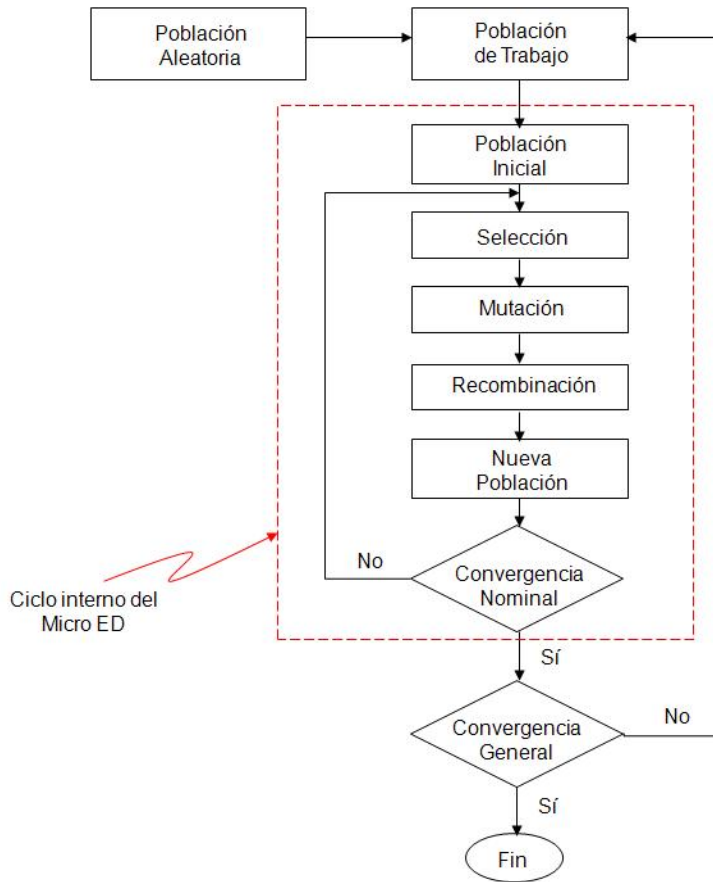 Población
Aleatoria
Población
de Trabajo
Población
Inicial
Selección
Mutación
Recombinación
Nueva
Población
No
Convergencia
Nominal
Ciclo interno del
Micro ED
Sí
Convergencia
General
No
Sí
Fin